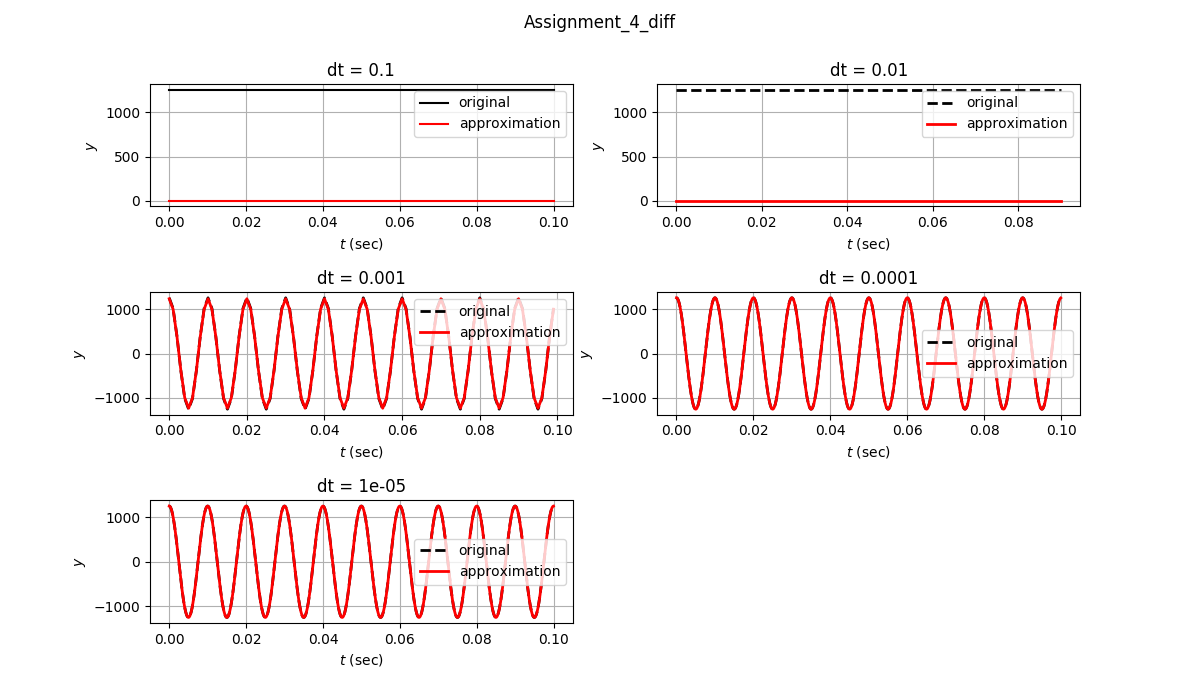 Assignment_4_diff
dt = 0.1
1000
500
0
y
original
approximation
0.00 0.02 0.04 0.06 0.08 0.10
t (sec)
dt = 0.01
1000
500
0
y
original
approximation
0.00 0.02 0.04 0.06 0.08
t (sec)
dt = 0.001
1000
0
−1000
y
original
approximation
0.00 0.02 0.04 0.06 0.08 0.10
t (sec)
dt = 0.0001
1000
0
−1000
y
original
approximation
0.00 0.02 0.04 0.06 0.08 0.10
t (sec)
dt = 1e-05
1000
0
−1000
y
original
approximation
0.00 0.02 0.04 0.06 0.08 0.10
t (sec)